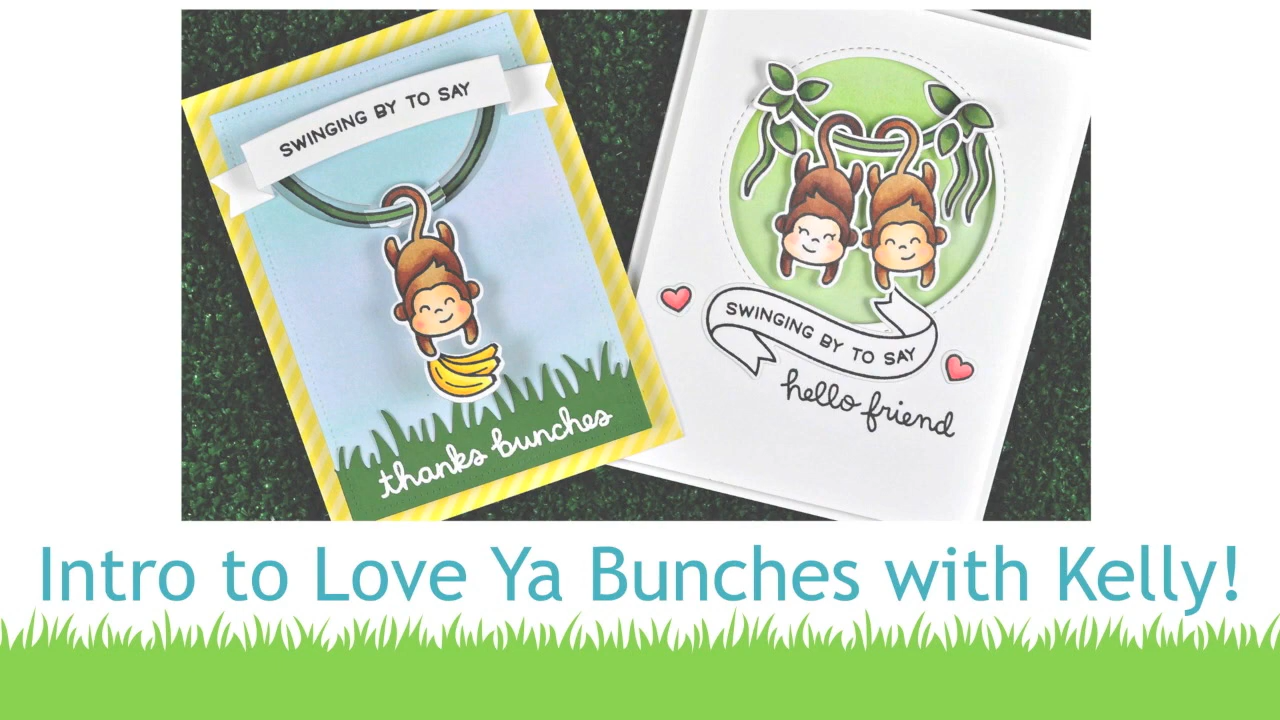 SWINGING BY TO SAY
thanks bunches
SWINGING BY TO SAY
hello friend
Intro to Love Ya Bunches with Kelly!